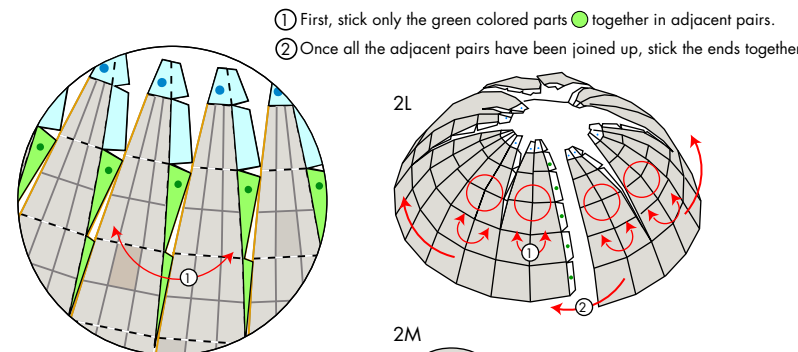 ① First, stick only the green colored parts together in adjacent pairs.
② Once all the adjacent pairs have been joined up, stick the ends together
2L
①
①
②
2M